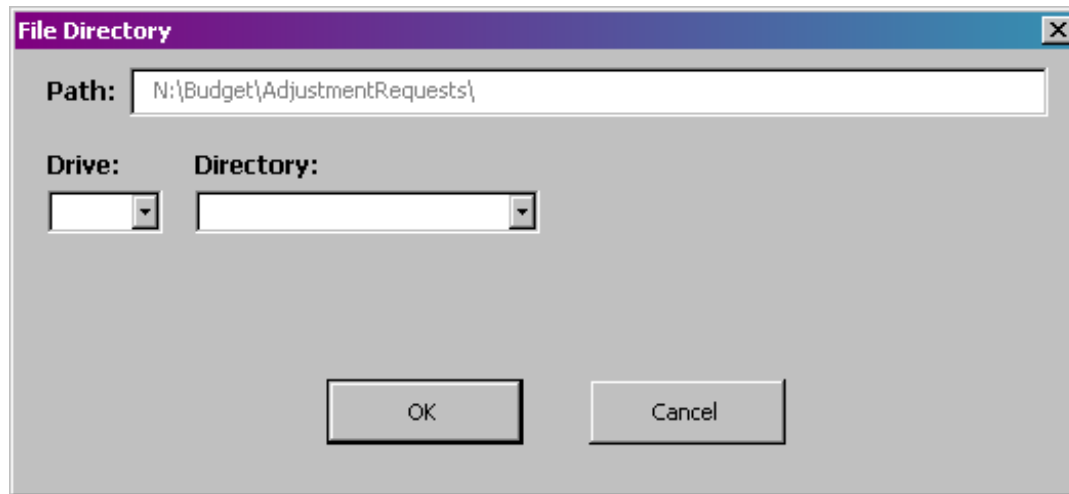 File Directory
Path: N:\Budget\AdjustmentRequests\
Drive: Directory:
OK Cancel